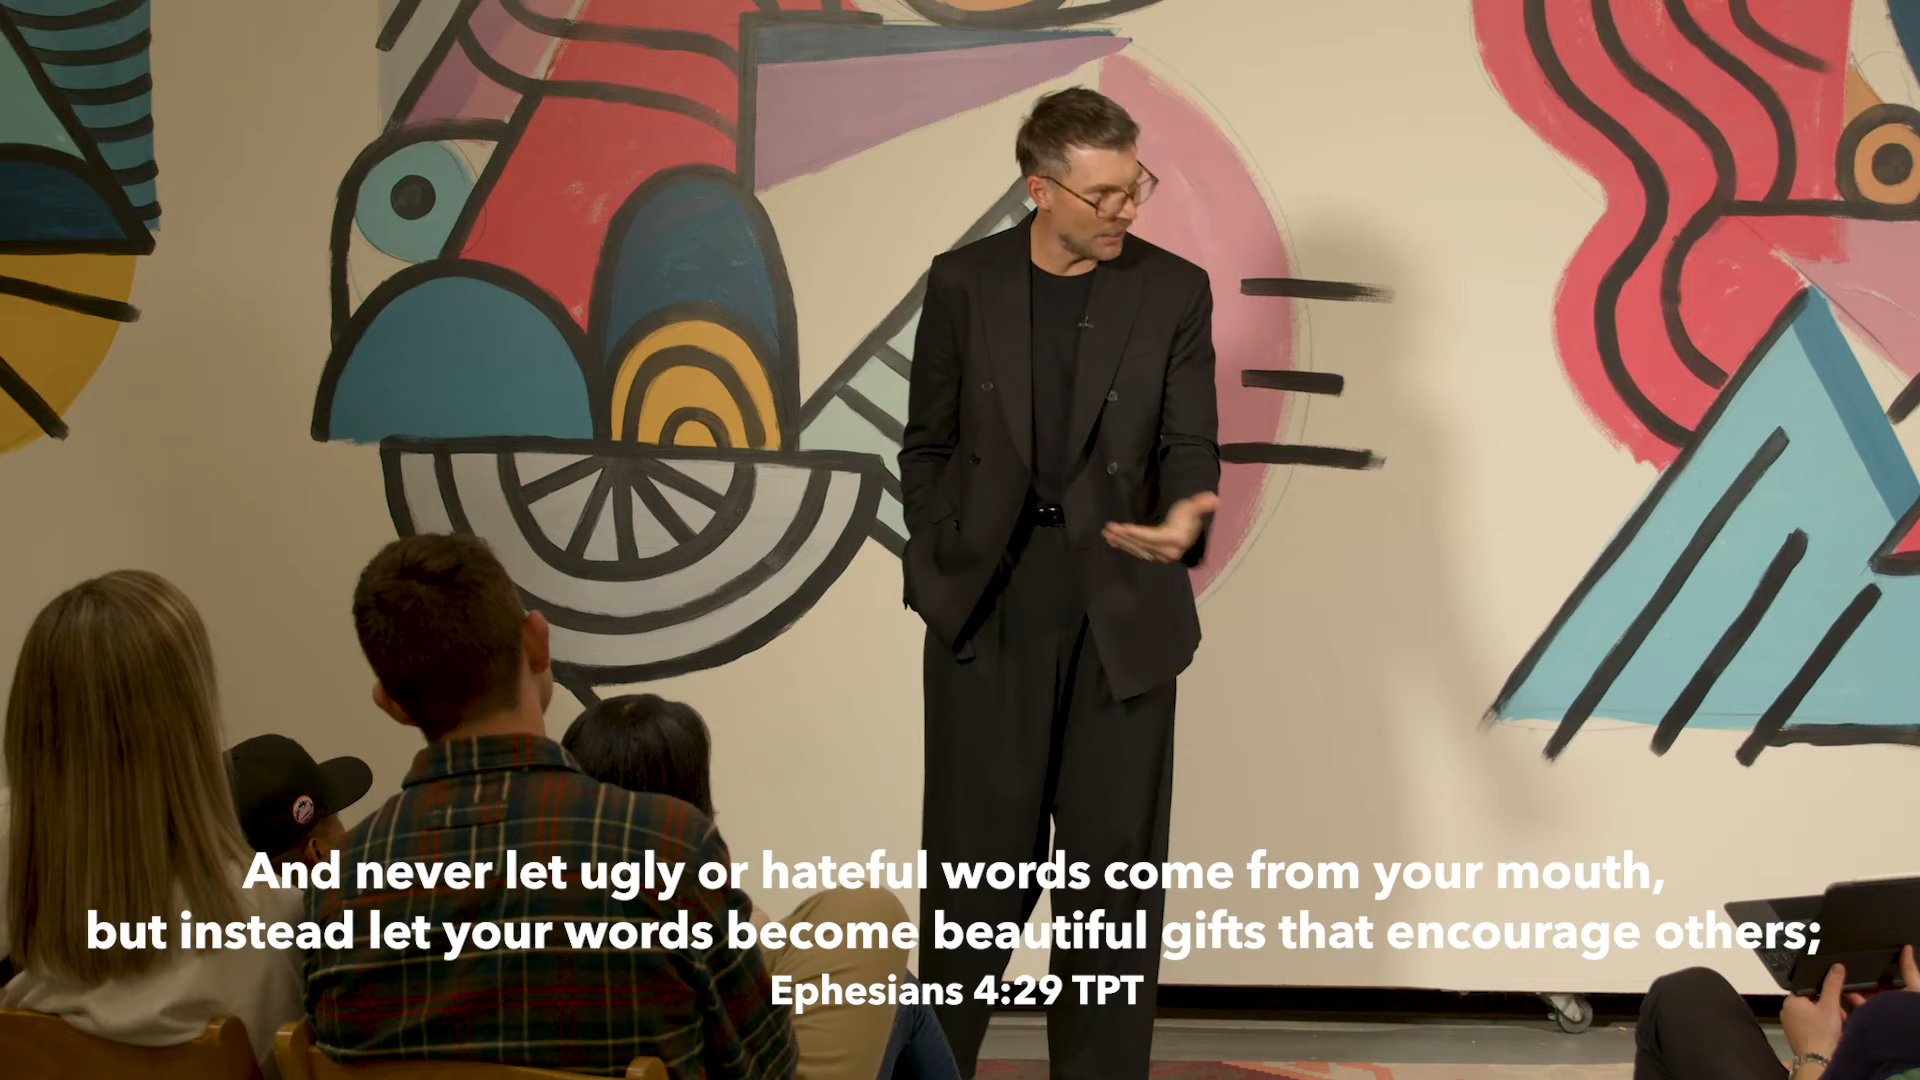 And never let ugly or hateful words come from your mouth,
but instead let your words become beautiful gifts that encourage others;
Ephesians 4:29 TPT